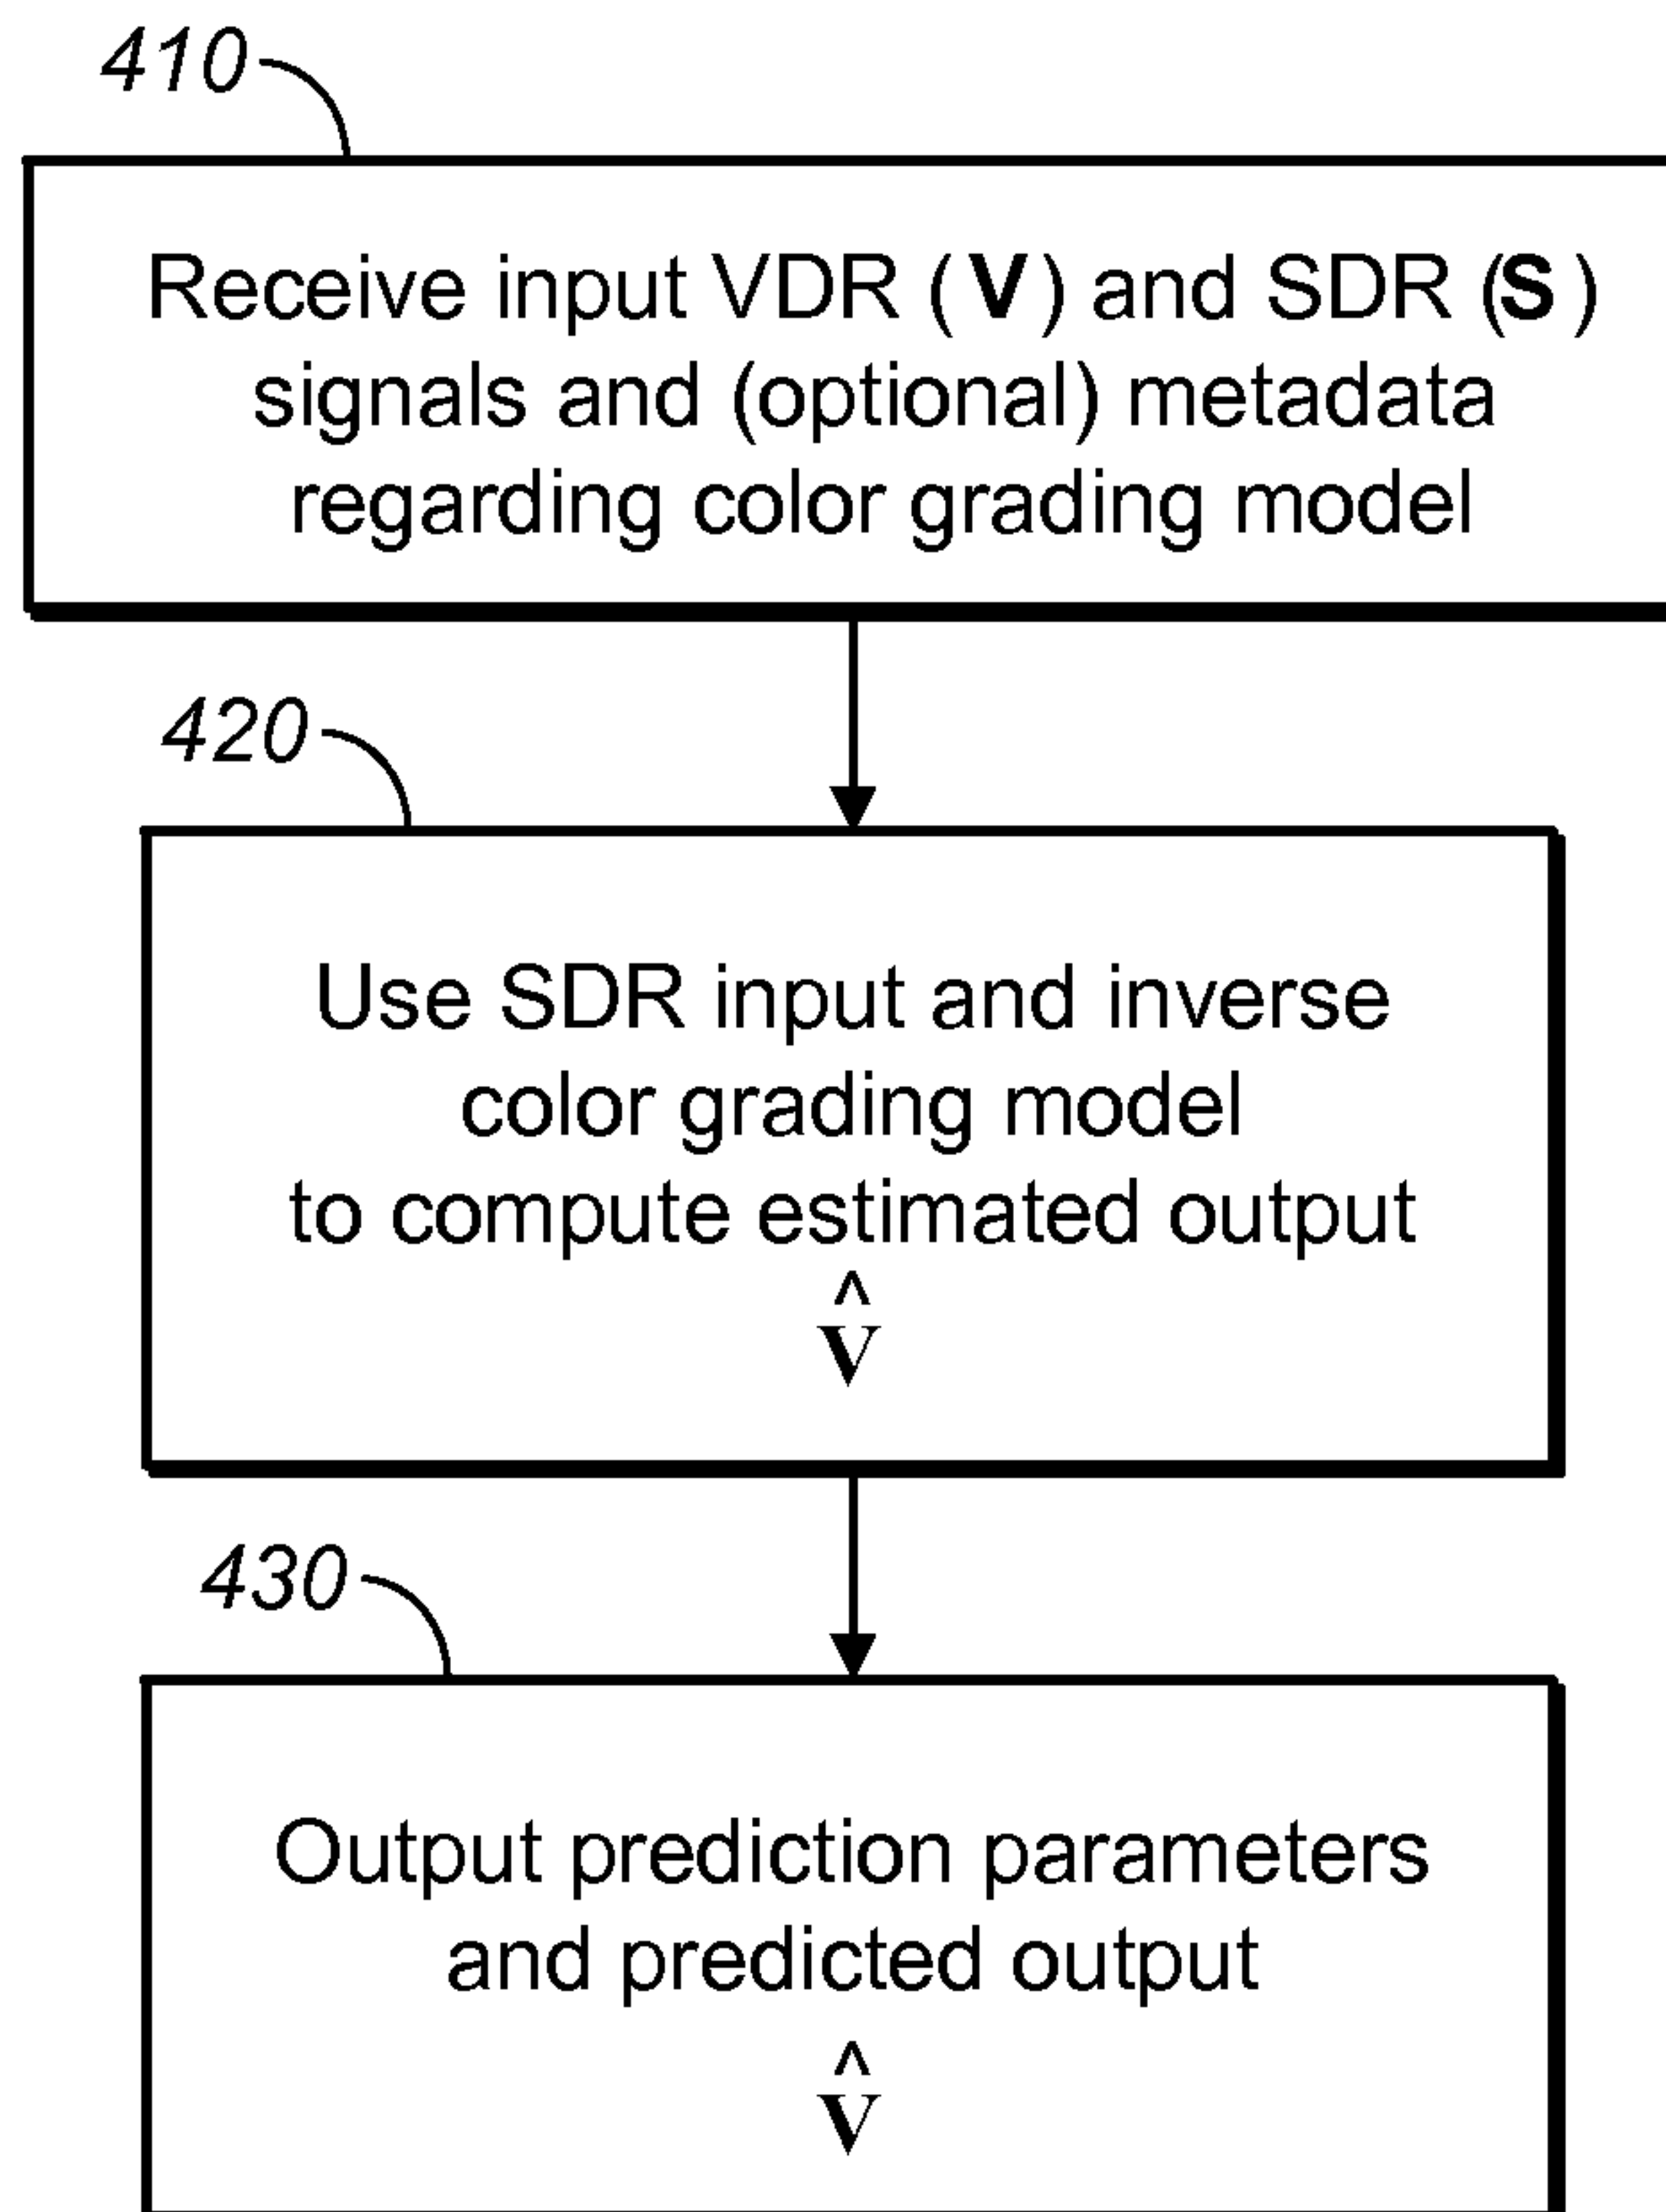 410
Receive input VDR (V) and SDR (S)
signals and (optional) metadata
regarding color grading model
420
Use SDR input and inverse
color grading model
to compute estimated output
V̂
430
Output prediction parameters
and predicted output
V̂